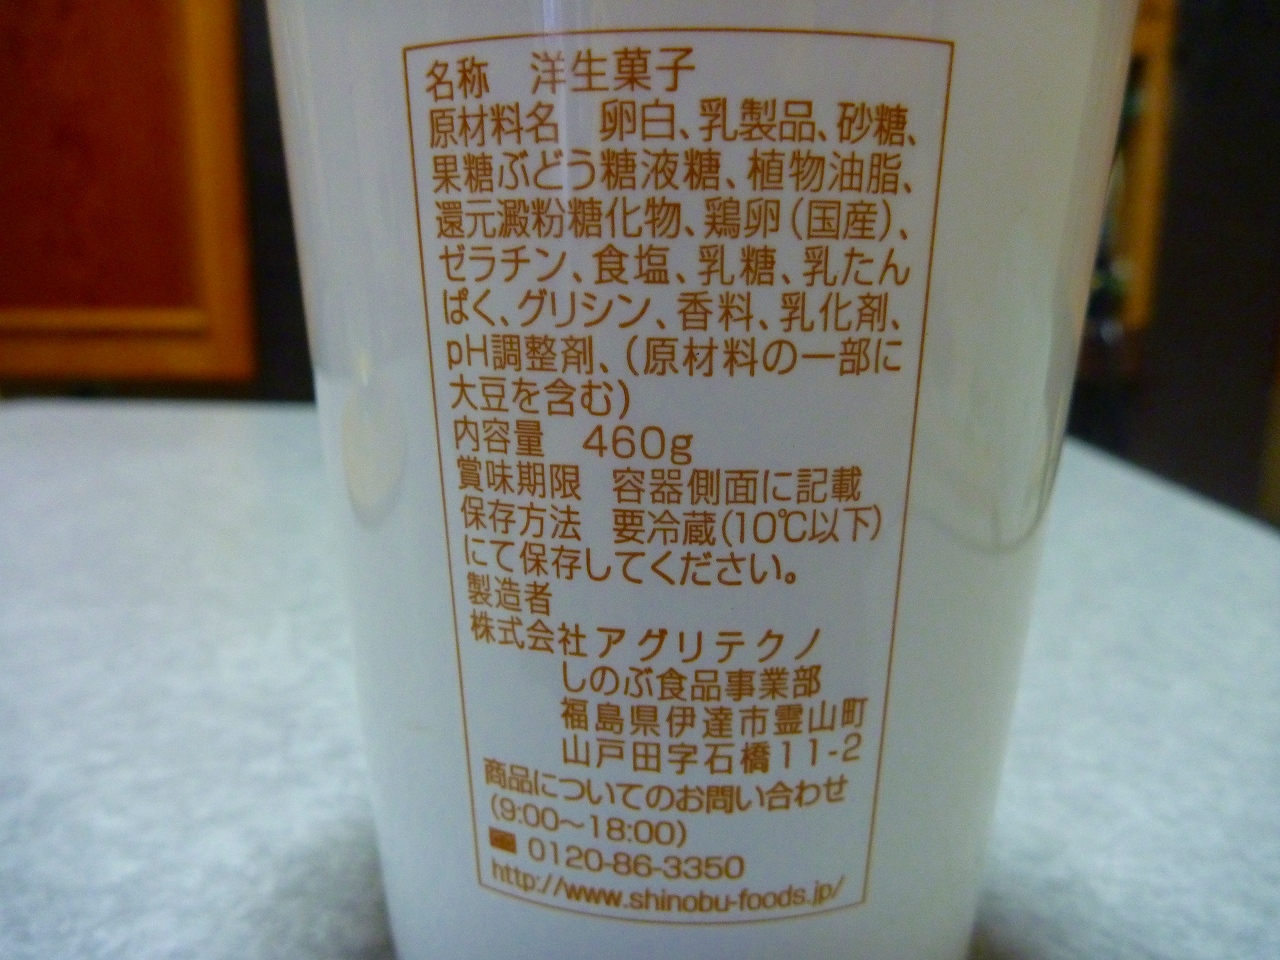 名称　洋生菓子
原材料名　卵白、乳製品、砂糖、
果糖ぶどう糖液糖、植物油脂、
還元澱粉糖化物、鶏卵(国産)、
ゼラチン、食塩、乳糖、乳たん
ぱく、グリシン、香料、乳化剤、
pH調整剤、(原材料の一部に
大豆を含む)
内容量　460g
賞味期限　容器側面に記載
保存方法　要冷蔵(10℃以下)
にて保存してください。
製造者
株式会社アグリテクノ
しのぶ食品事業部
福島県伊達市霊山町
山戸田字石橋11-2
商品についてのお問い合わせ
(9:00〜18:00)
0120-86-3350
http://www.shinobu-foods.jp/